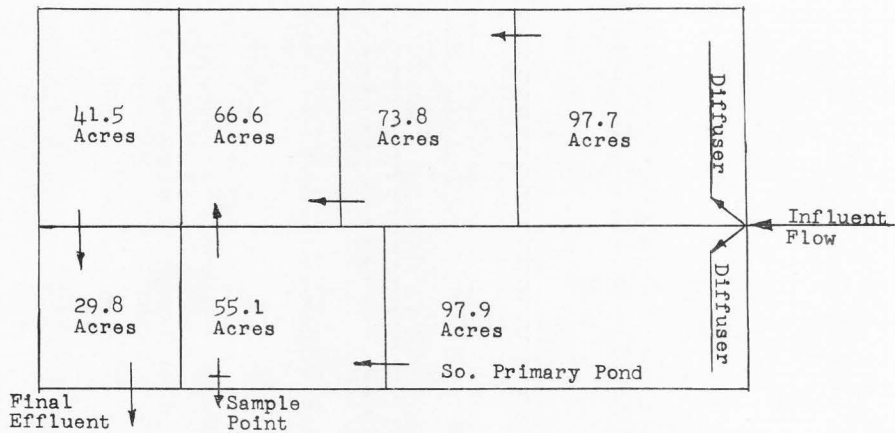 41.5
Acres
66.6
Acres
73.8
Acres
97.7
Acres
Diffuser
Influent
Flow
29.8
Acres
55.1
Acres
97.9
Acres
Diffuser
So. Primary Pond
Final
Effluent
Sample
Point